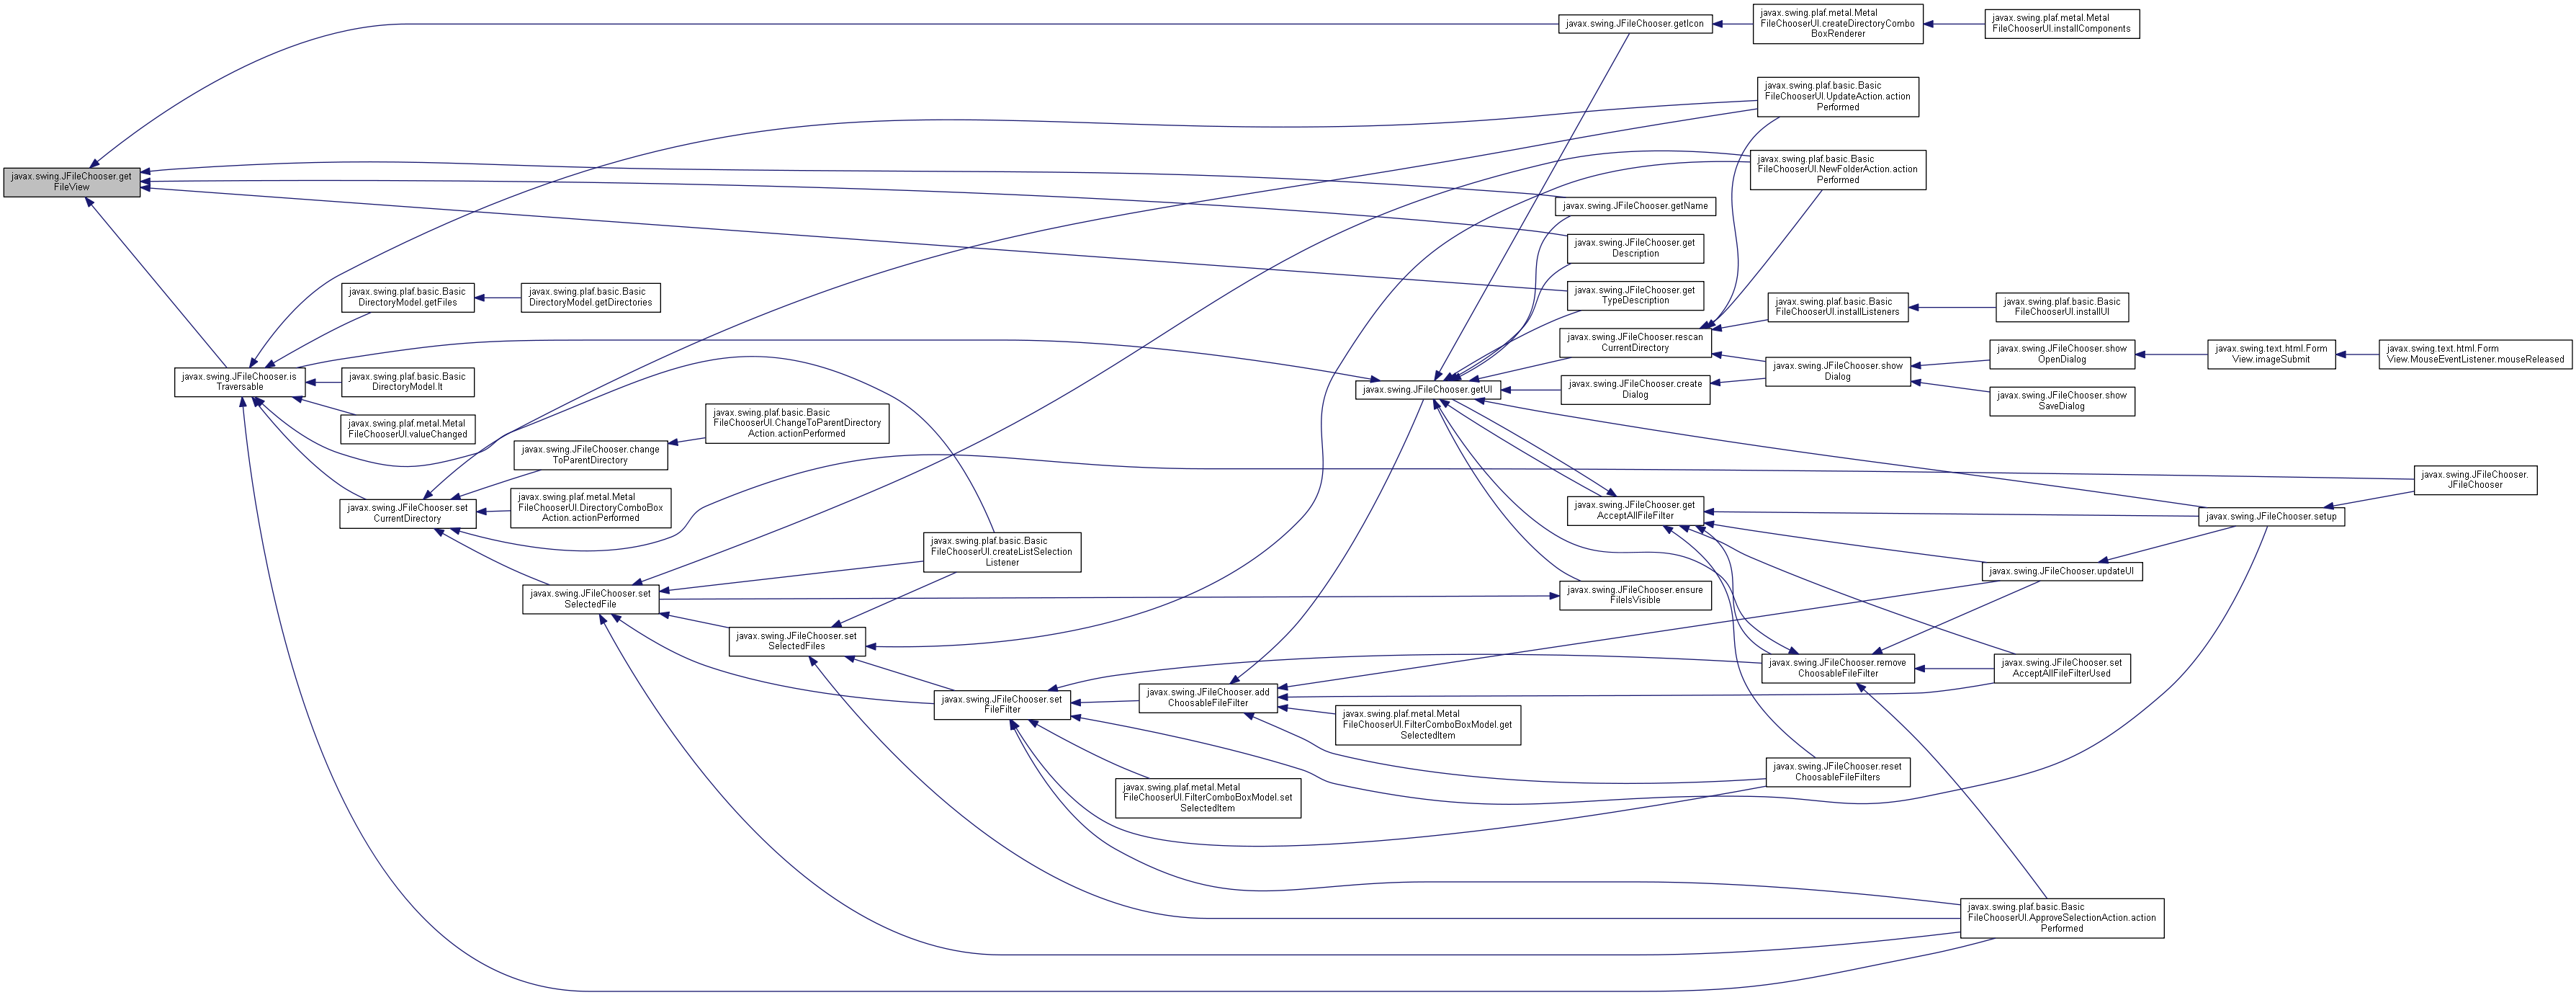 javax.swing.JFileChooser.get
FileView
javax.swing.JFileChooser.is
Traversable
javax.swing.plaf.basic.Basic
DirectoryModel.getFiles
javax.swing.plaf.basic.Basic
DirectoryModel.getDirectories
javax.swing.plaf.basic.Basic
DirectoryModel.lt
javax.swing.plaf.metal.Metal
FileChooserUI.valueChanged
javax.swing.JFileChooser.set
CurrentDirectory
javax.swing.JFileChooser.change
ToParentDirectory
javax.swing.plaf.basic.Basic
FileChooserUI.ChangeToParentDirectory
Action.actionPerformed
javax.swing.plaf.metal.Metal
FileChooserUI.DirectoryComboBox
Action.actionPerformed
javax.swing.JFileChooser.set
SelectedFile
javax.swing.JFileChooser.set
SelectedFiles
javax.swing.plaf.basic.Basic
FileChooserUI.createListSelection
Listener
javax.swing.JFileChooser.set
FileFilter
javax.swing.JFileChooser.add
ChoosableFileFilter
javax.swing.plaf.metal.Metal
FileChooserUI.FilterComboBoxModel.set
SelectedItem
javax.swing.plaf.metal.Metal
FileChooserUI.FilterComboBoxModel.get
SelectedItem
javax.swing.JFileChooser.getUI
javax.swing.JFileChooser.getIcon
javax.swing.plaf.metal.Metal
FileChooserUI.createDirectoryCombo
BoxRenderer
javax.swing.plaf.metal.Metal
FileChooserUI.installComponents
javax.swing.plaf.basic.Basic
FileChooserUI.UpdateAction.action
Performed
javax.swing.plaf.basic.Basic
FileChooserUI.NewFolderAction.action
Performed
javax.swing.JFileChooser.getName
javax.swing.JFileChooser.get
Description
javax.swing.JFileChooser.get
TypeDescription
javax.swing.JFileChooser.rescan
CurrentDirectory
javax.swing.plaf.basic.Basic
FileChooserUI.installListeners
javax.swing.plaf.basic.Basic
FileChooserUI.installUI
javax.swing.JFileChooser.create
Dialog
javax.swing.JFileChooser.show
Dialog
javax.swing.JFileChooser.show
OpenDialog
javax.swing.text.html.Form
View.imageSubmit
javax.swing.text.html.Form
View.MouseEventListener.mouseReleased
javax.swing.JFileChooser.show
SaveDialog
javax.swing.JFileChooser.get
AcceptAllFileFilter
javax.swing.JFileChooser.
JFileChooser
javax.swing.JFileChooser.setup
javax.swing.JFileChooser.updateUI
javax.swing.JFileChooser.ensure
FileIsVisible
javax.swing.JFileChooser.remove
ChoosableFileFilter
javax.swing.JFileChooser.set
AcceptAllFileFilterUsed
javax.swing.JFileChooser.reset
ChoosableFileFilters
javax.swing.plaf.basic.Basic
FileChooserUI.ApproveSelectionAction.action
Performed